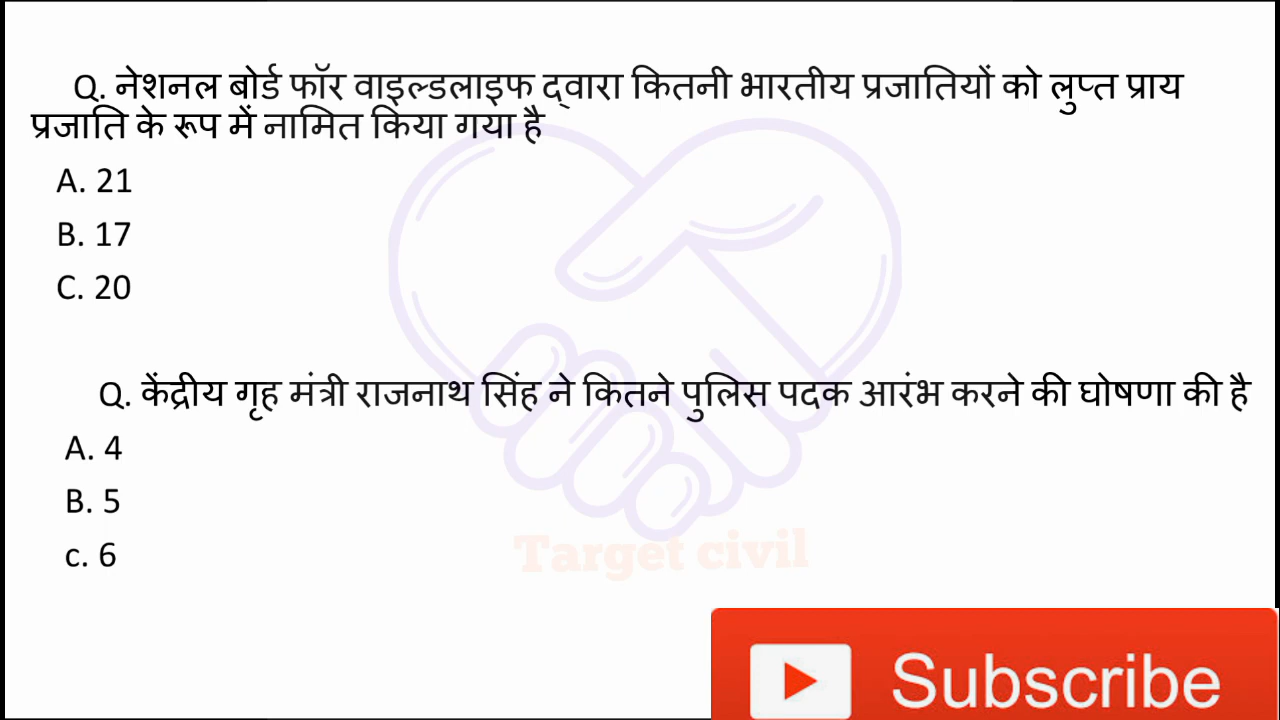 Q. नेशनल बोर्ड फॉर वाइल्डलाइफ द्वारा कितनी भारतीय प्रजातियों को लुप्त प्राय
प्रजाति के रूप में नामित किया गया है
A. 21
B. 17
C. 20
Q. केंद्रीय गृह मंत्री राजनाथ सिंह ने कितने पुलिस पदक आरंभ करने की घोषणा की है
A. 4
B. 5
c. 6
Target civil
Subscribe